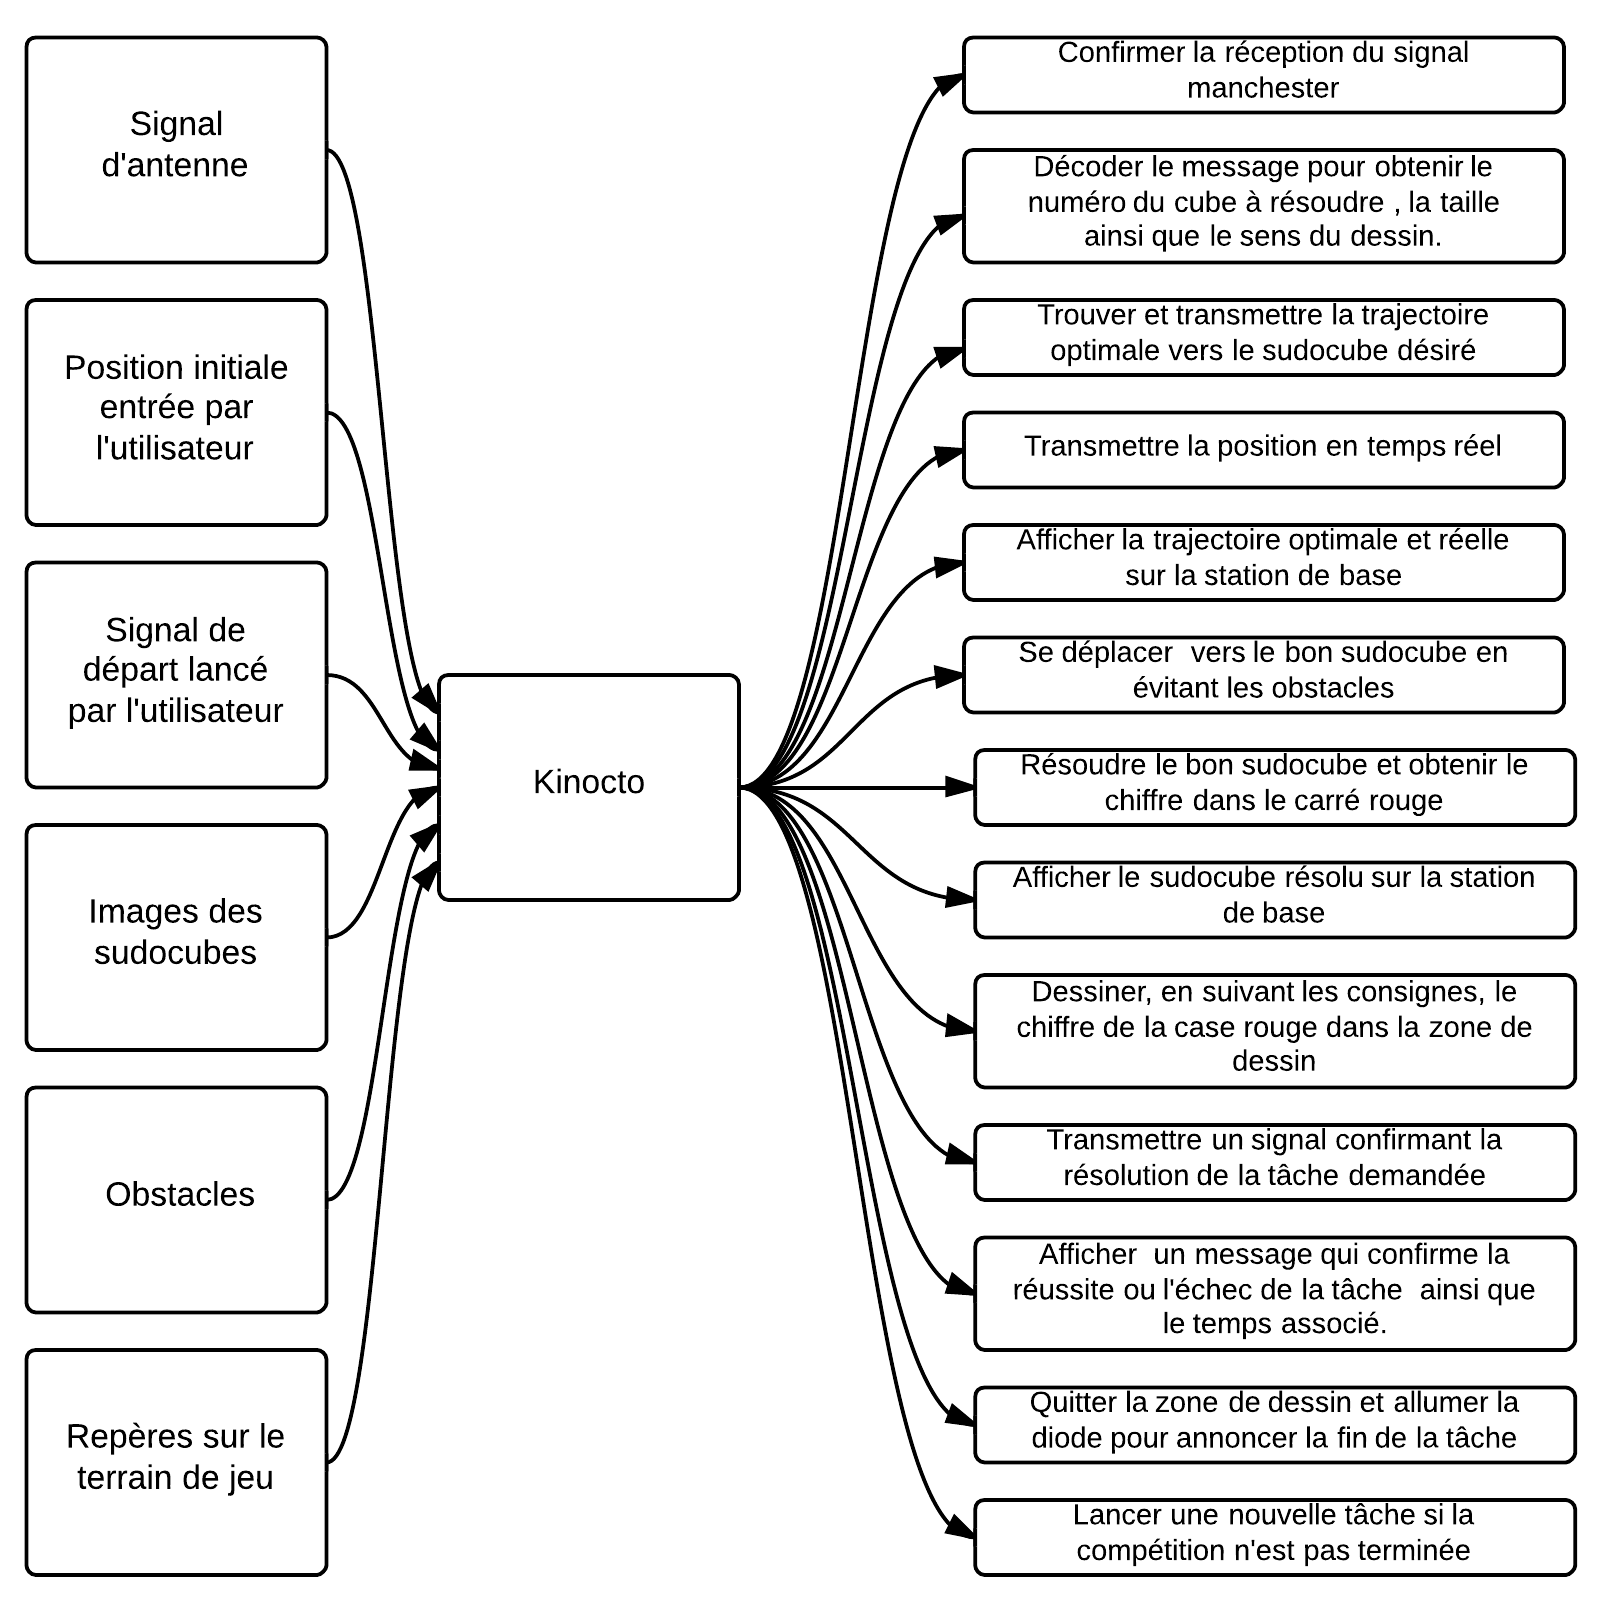 Signal
d'antenne
Position initiale
entrée par
l'utilisateur
Signal de
départ lancé
par l'utilisateur
Images des
sudocubes
Obstacles
Repères sur le
terrain de jeu
Kinocto
Confirmer la réception du signal
manchester
Décoder le message pour obtenir le
numéro du cube à résoudre , la taille
ainsi que le sens du dessin.
Trouver et transmettre la trajectoire
optimale vers le sudocube désiré
Transmettre la position en temps réel
Afficher la trajectoire optimale et réelle
sur la station de base
Se déplacer  vers le bon sudocube en
évitant les obstacles
Résoudre le bon sudocube et obtenir le
chiffre dans le carré rouge
Afficher le sudocube résolu sur la station
de base
Dessiner, en suivant les consignes, le
chiffre de la case rouge dans la zone de
dessin
Transmettre un signal confirmant la
résolution de la tâche demandée
Afficher  un message qui confirme la
réussite ou l'échec de la tâche  ainsi que
le temps associé.
Quitter la zone de dessin et allumer la
diode pour annoncer la fin de la tâche
Lancer une nouvelle tâche si la
compétition n'est pas terminée